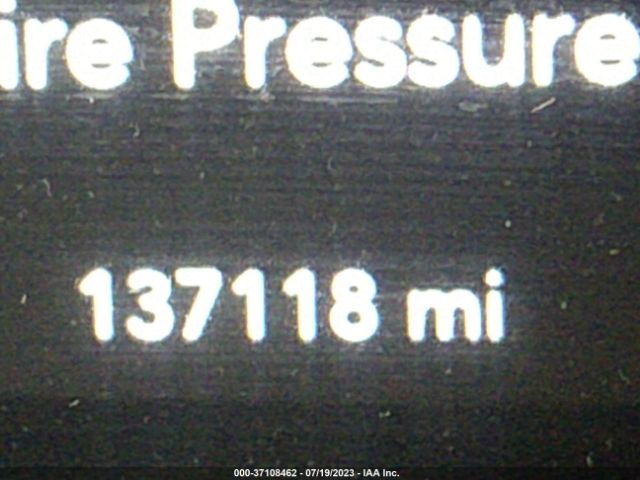 ire Pressure
137118 mi
000-37108462 - 07/19/2023 - IAA Inc.